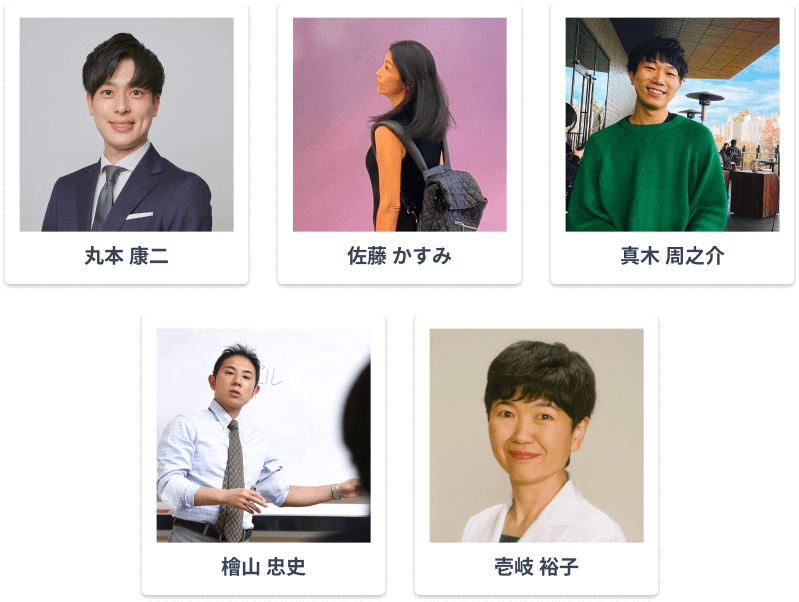 丸本 康二
佐藤 かすみ
真木 周之介
檜山 忠史
壱岐 裕子